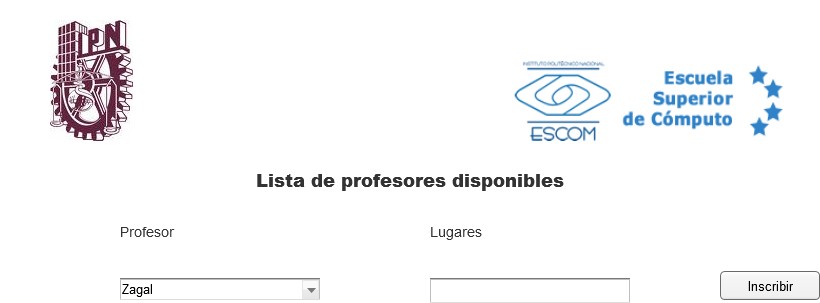 IPN
INSTITUTO POLITÉCNICO NACIONAL
ESCOM
Escuela
Superior
de Cómputo
Lista de profesores disponibles
Profesor
Lugares
Zagal
Inscribir